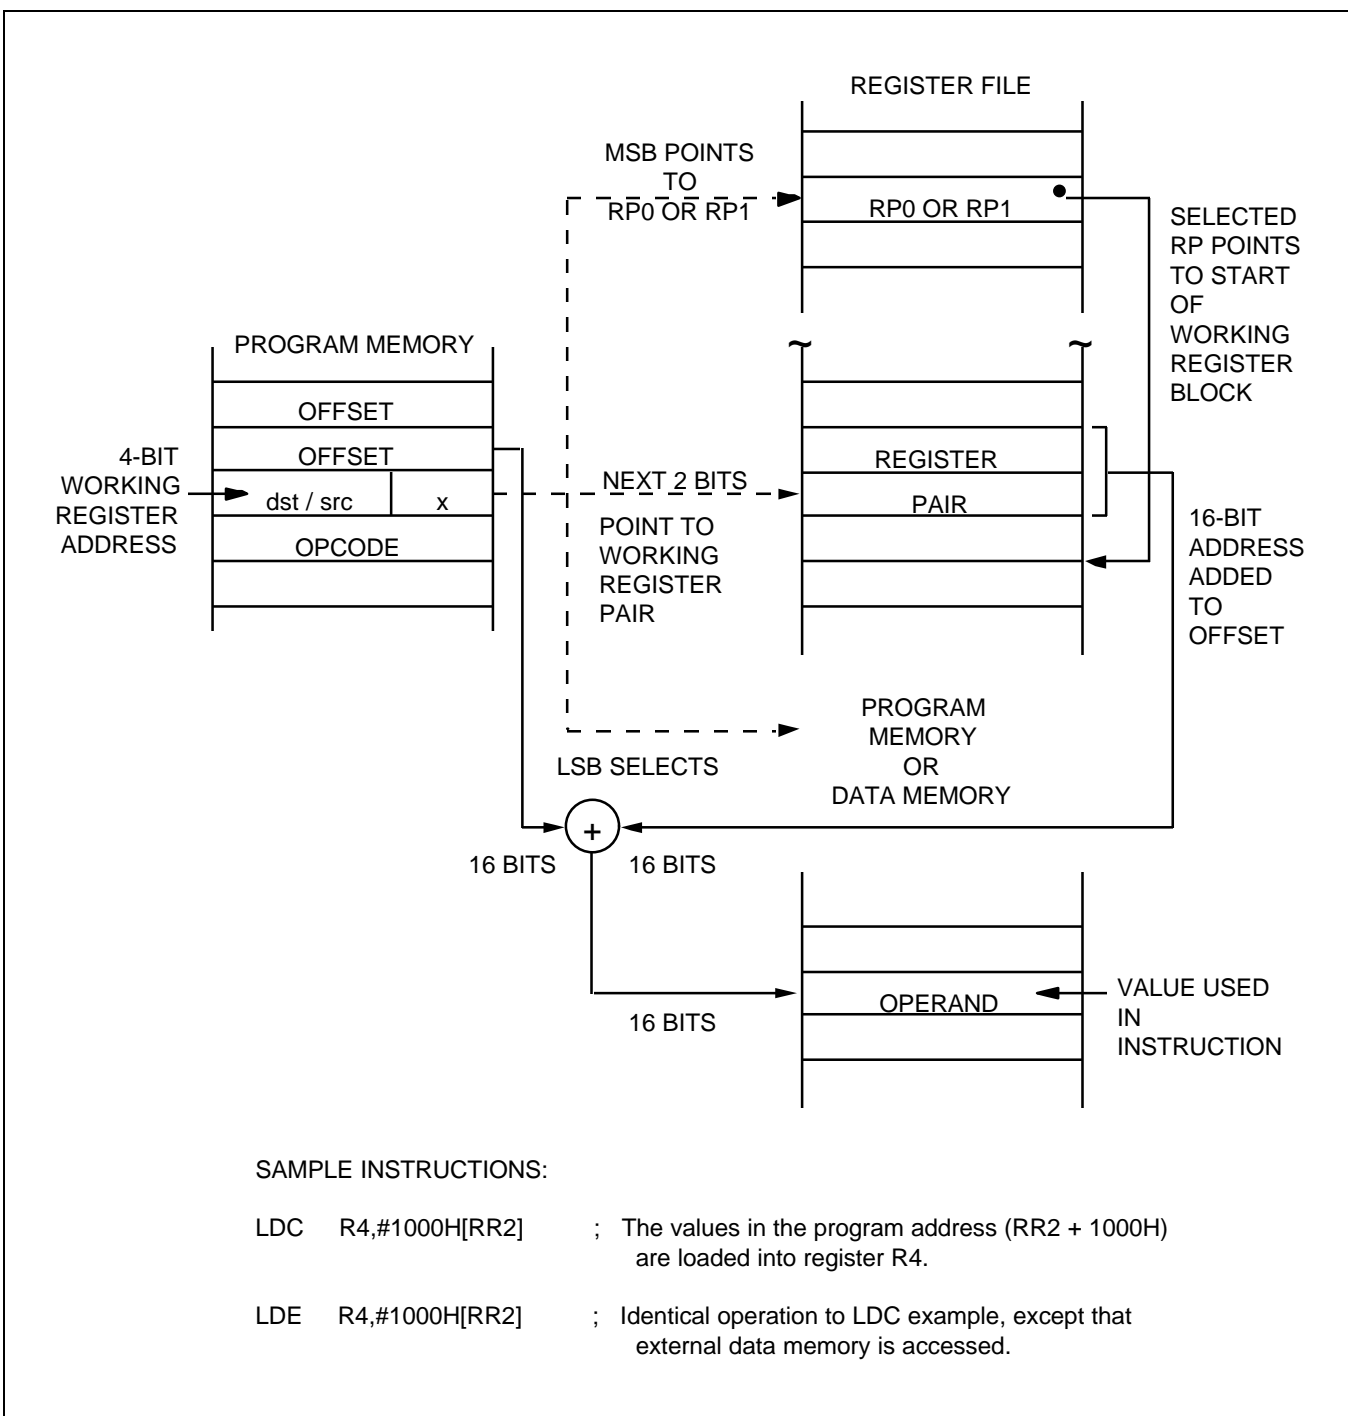 REGISTER FILE
MSB POINTS
TO
RP0 OR RP1
RP0 OR RP1
SELECTED
RP POINTS
TO START
OF
WORKING
REGISTER
BLOCK
PROGRAM MEMORY
OFFSET
OFFSET
4-BIT
WORKING
REGISTER
ADDRESS
dst / src x
OPCODE
NEXT 2 BITS
POINT TO
WORKING
REGISTER
PAIR
REGISTER
PAIR
16-BIT
ADDRESS
ADDED
TO
OFFSET
LSB SELECTS
PROGRAM
MEMORY
OR
DATA MEMORY
+
16 BITS 16 BITS
16 BITS
OPERAND
VALUE USED
IN
INSTRUCTION
SAMPLE INSTRUCTIONS:
LDC R4,#1000H[RR2] ; The values in the program address (RR2 + 1000H)
are loaded into register R4.
LDE R4,#1000H[RR2] ; Identical operation to LDC example, except that
external data memory is accessed.